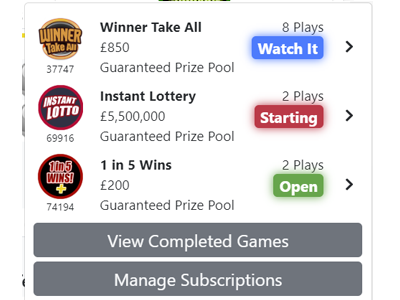 WINNER
Take All
37747
Winner Take All
8 Plays
£850
Watch It
Guaranteed Prize Pool
INSTANT
LOTTO
69916
Instant Lottery
2 Plays
£5,500,000
Starting
Guaranteed Prize Pool
1 in 5
WINS!
74194
1 in 5 Wins
2 Plays
£200
Open
Guaranteed Prize Pool
View Completed Games
Manage Subscriptions